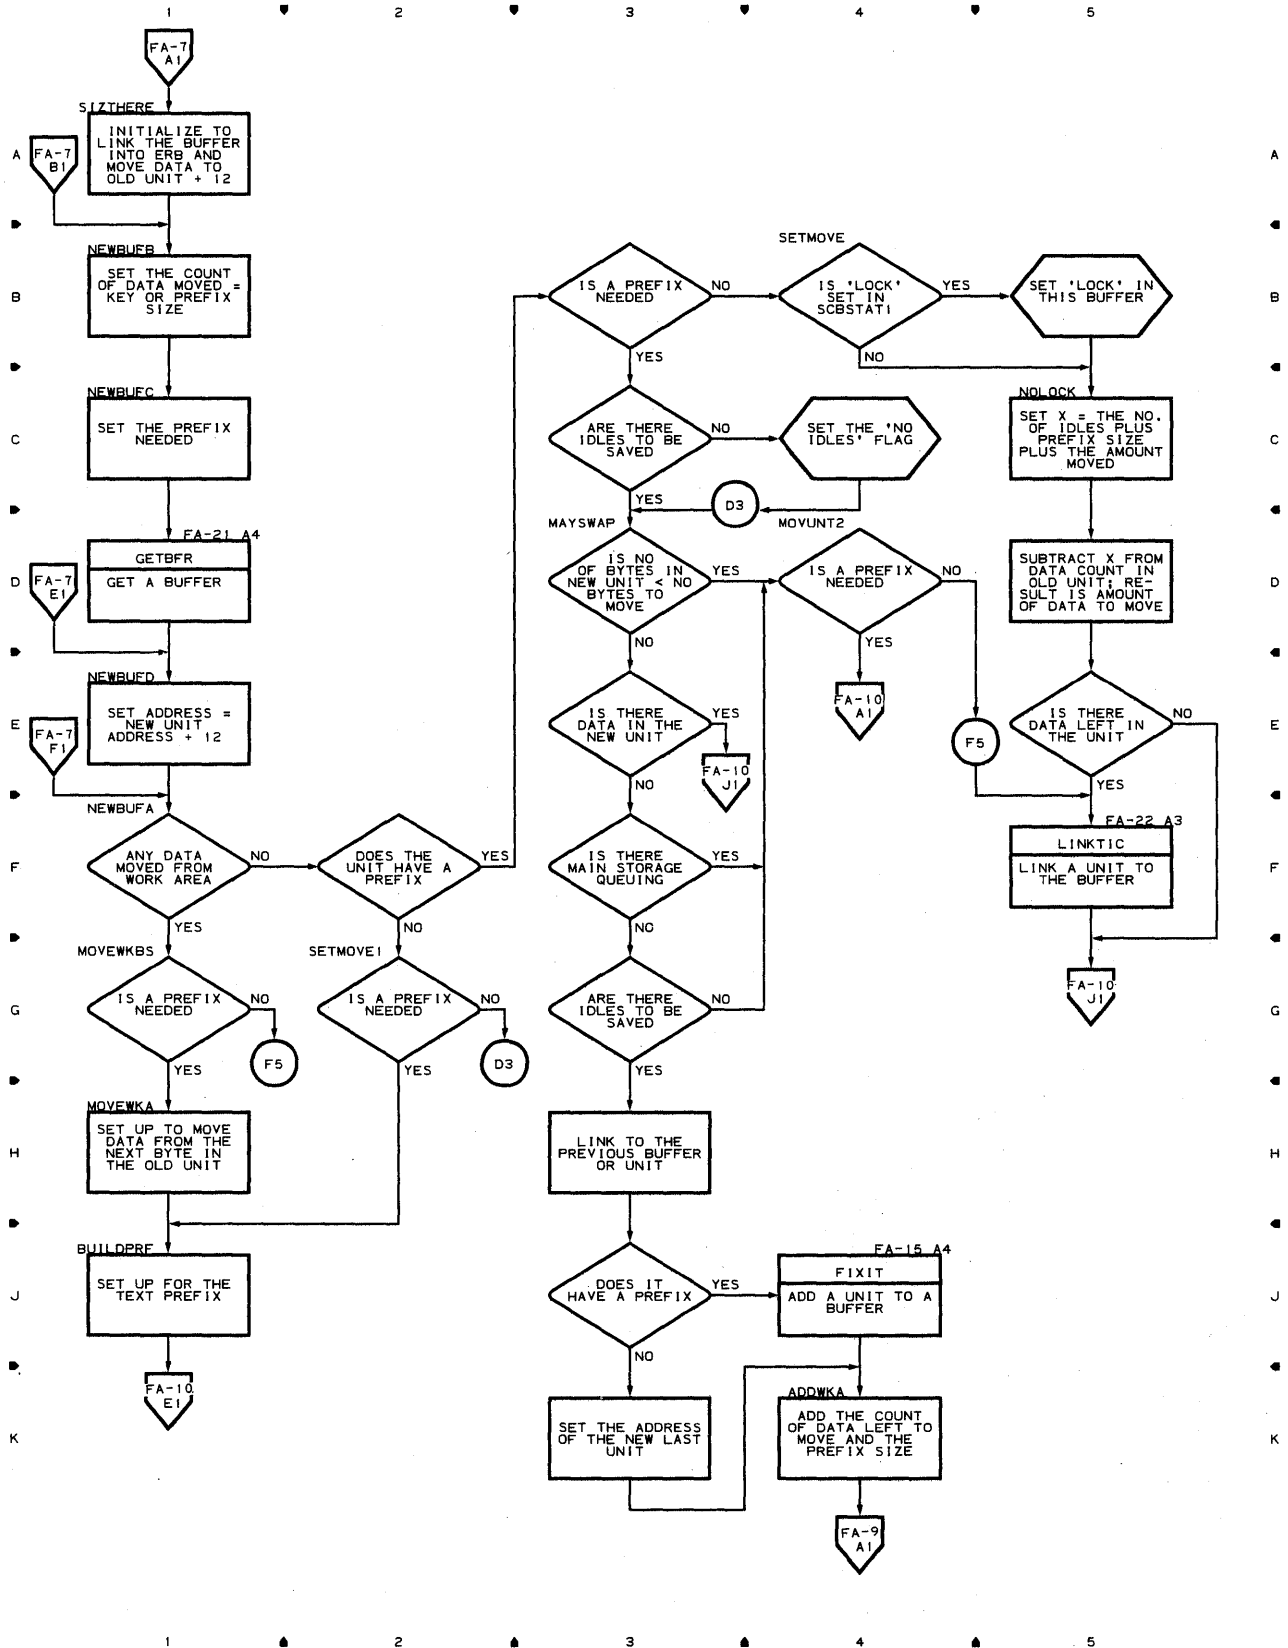 1 2 3 4 5
FA-7
A1
SIZTHERE
INITIALIZE TO
LINK THE BUFFER
INTO ERB AND
MOVE DATA TO
OLD UNIT + 12
A
FA-7
B1
A
NEWBUFB
SET THE COUNT
OF DATA MOVED =
KEY OR PREFIX
SIZE
B
IS A PREFIX
NEEDED
NO
YES
SETMOVE
IS 'LOCK'
SET IN
SCBSTAT1
YES
NO
SET 'LOCK' IN
THIS BUFFER
B
NEWBUFC
SET THE PREFIX
NEEDED
C
ARE THERE
IDLES TO BE
SAVED
NO
YES
SET THE 'NO
IDLES' FLAG
NOLOCK
SET X = THE NO.
OF IDLES PLUS
PREFIX SIZE
PLUS THE AMOUNT
MOVED
C
D3
FA-21 A4
GETBFR
GET A BUFFER
D
FA-7
E1
MAYSWAP
IS NO
OF BYTES IN
NEW UNIT < NO
BYTES TO
MOVE
YES
NO
MOVUNT2
IS A PREFIX
NEEDED
NO
YES
SUBTRACT X FROM
DATA COUNT IN
OLD UNIT; RE-
SULT IS AMOUNT
OF DATA TO MOVE
D
NEWBUFD
SET ADDRESS =
NEW UNIT
ADDRESS + 12
E
FA-7
F1
IS THERE
DATA IN THE
NEW UNIT
YES
NO
FA-10
J1
FA-10
A1
F5
IS THERE
DATA LEFT IN
THE UNIT
NO
YES
E
NEWBUFA
ANY DATA
MOVED FROM
WORK AREA
NO
YES
F
DOES THE
UNIT HAVE A
PREFIX
YES
NO
IS THERE
MAIN STORAGE
QUEUING
YES
NO
FA-22 A3
LINKTIC
LINK A UNIT TO
THE BUFFER
F
MOVEWKBS
IS A PREFIX
NEEDED
NO
YES
G
F5
SETMOVE1
IS A PREFIX
NEEDED
NO
YES
D3
ARE THERE
IDLES TO BE
SAVED
NO
YES
FA-10
J1
G
MOVEWKA
SET UP TO MOVE
DATA FROM THE
NEXT BYTE IN
THE OLD UNIT
H
LINK TO THE
PREVIOUS BUFFER
OR UNIT
H
BUILDPRF
SET UP FOR THE
TEXT PREFIX
J
DOES IT
HAVE A PREFIX
YES
NO
FA-15 A4
FIXIT
ADD A UNIT TO A
BUFFER
J
FA-10
E1
K
SET THE ADDRESS
OF THE NEW LAST
UNIT
ADDWKA
ADD THE COUNT
OF DATA LEFT TO
MOVE AND THE
PREFIX SIZE
K
FA-9
A1
1 2 3 4 5